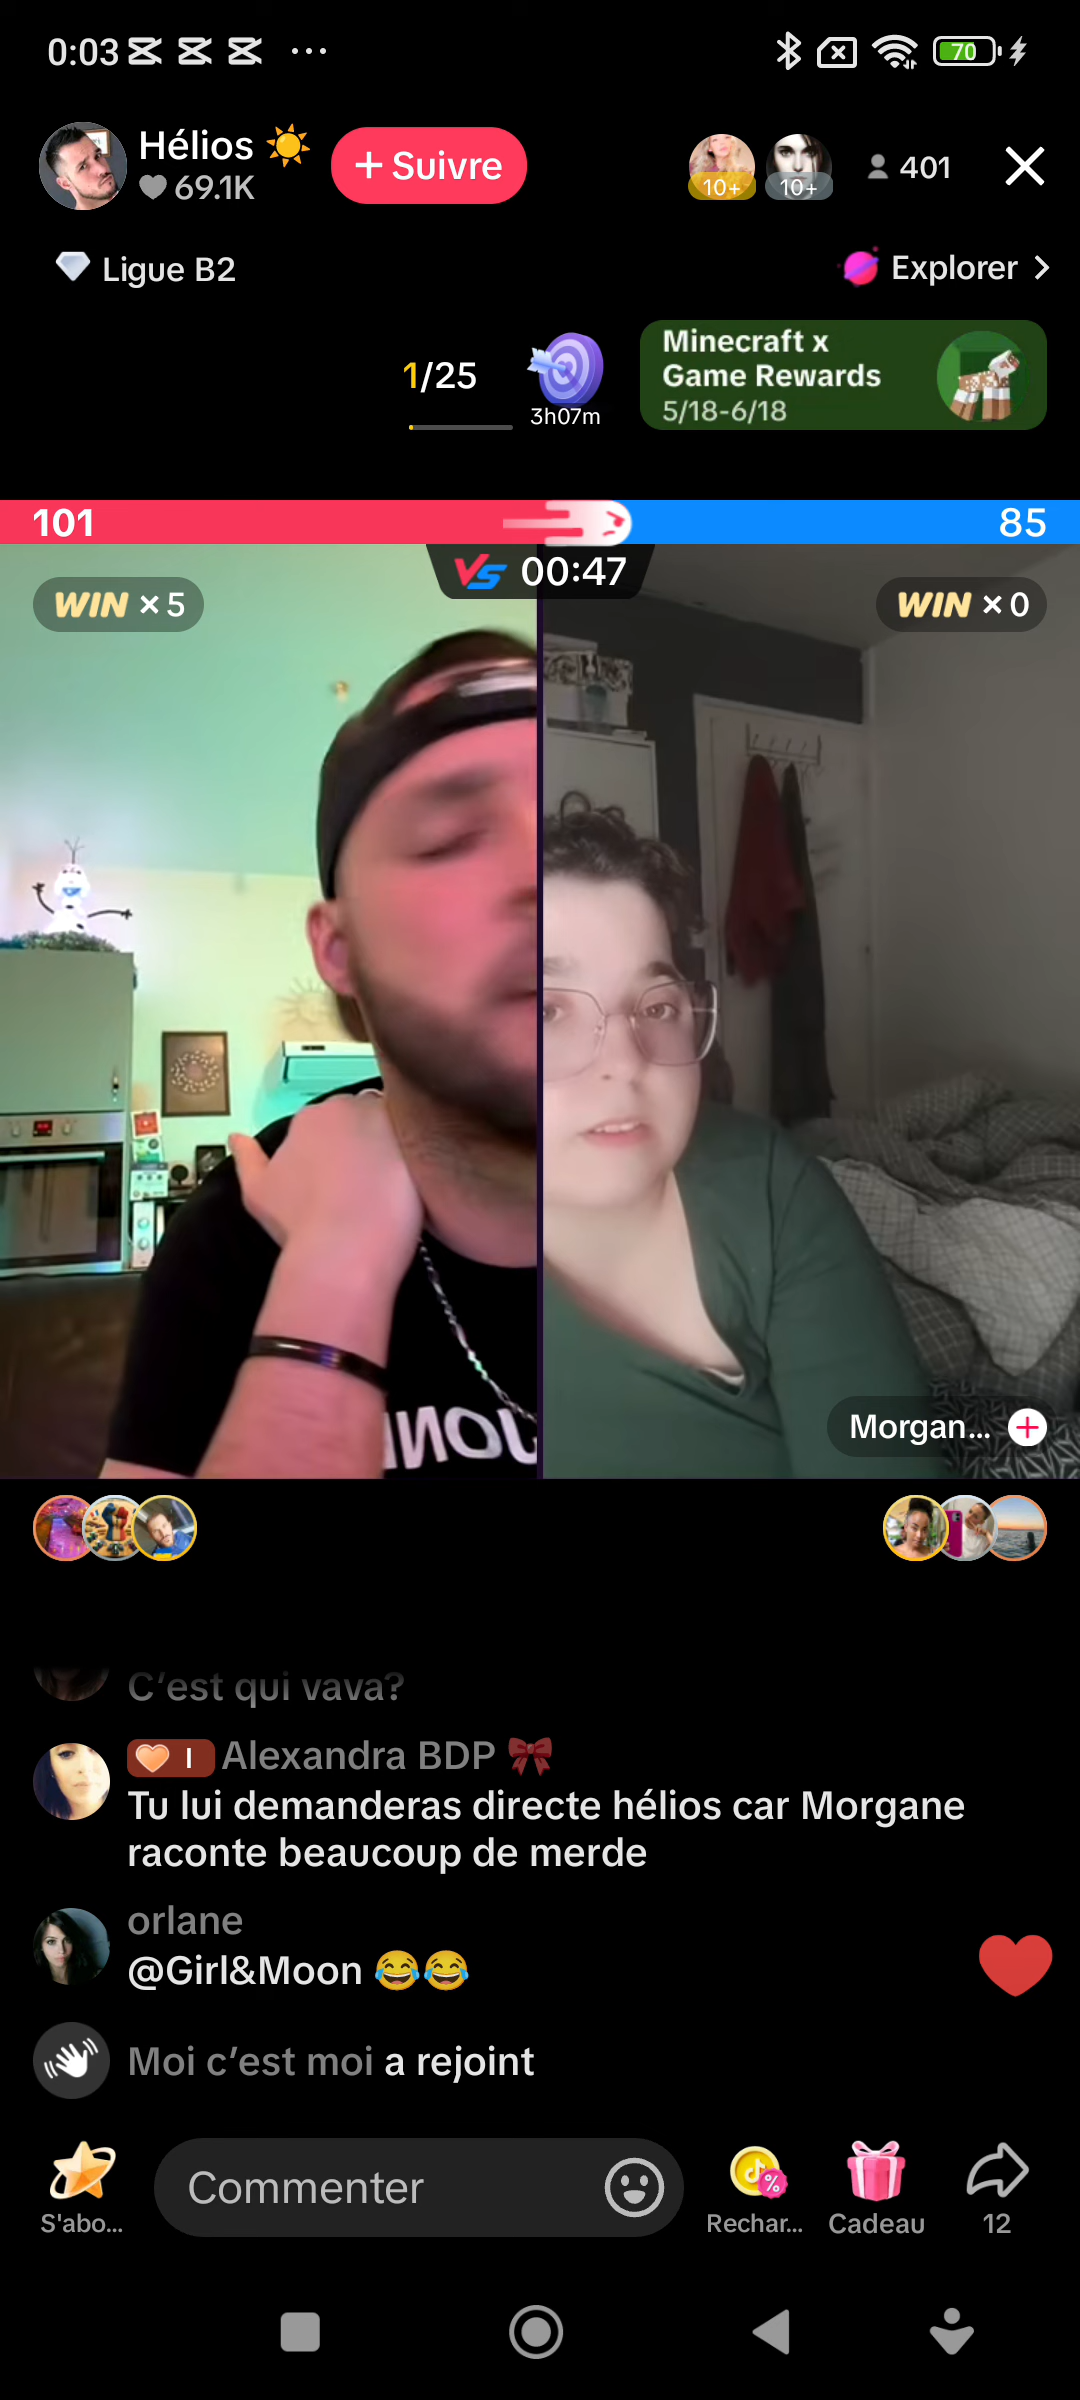 0:03
70
Hélios ☀️
69.1K
+ Suivre
10+
10+
401
Ligue B2
Explorer >
1/25
3h07m
Minecraft x
Game Rewards
5/18-6/18
101
85
VS 00:47
WIN ×5
WIN ×0
Morgan...
C'est qui vava?
I Alexandra BDP 🎀
Tu lui demanderas directe hélios car Morgane
raconte beaucoup de merde
orlane
@Girl&Moon 😂😂
Moi c'est moi a rejoint
Commenter
S'abo...
Rechar...
Cadeau
12